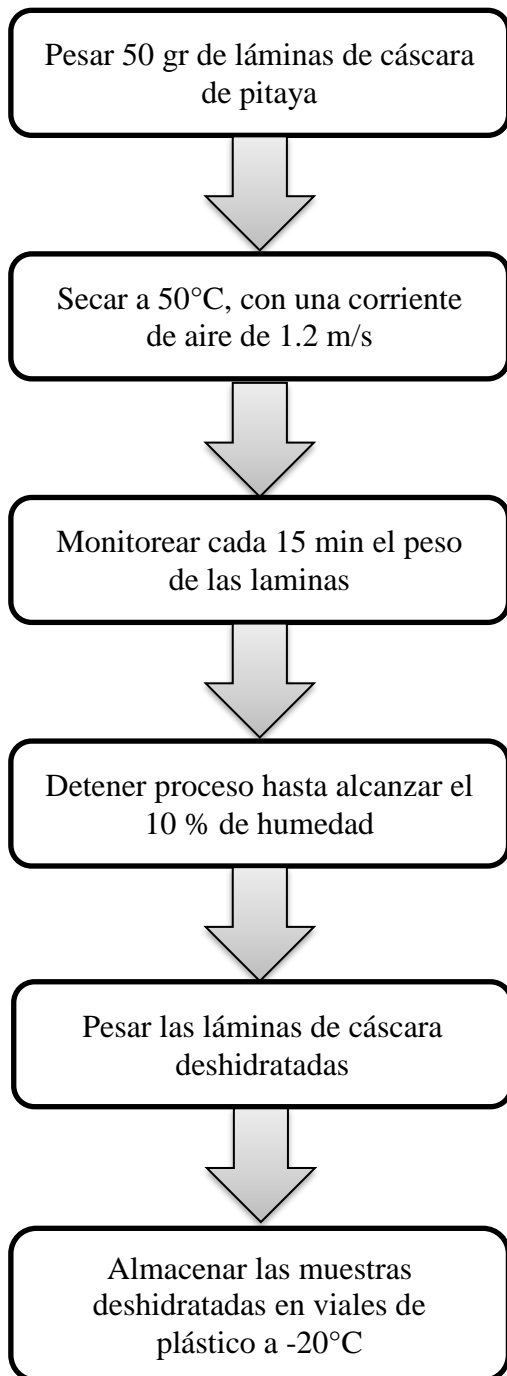 Pesar 50 gr de láminas de cáscara
de pitaya
Secar a 50°C, con una corriente
de aire de 1.2 m/s
Monitorear cada 15 min el peso
de las laminas
Detener proceso hasta alcanzar el
10 % de humedad
Pesar las láminas de cáscara
deshidratadas
Almacenar las muestras
deshidratadas en viales de
plástico a -20°C